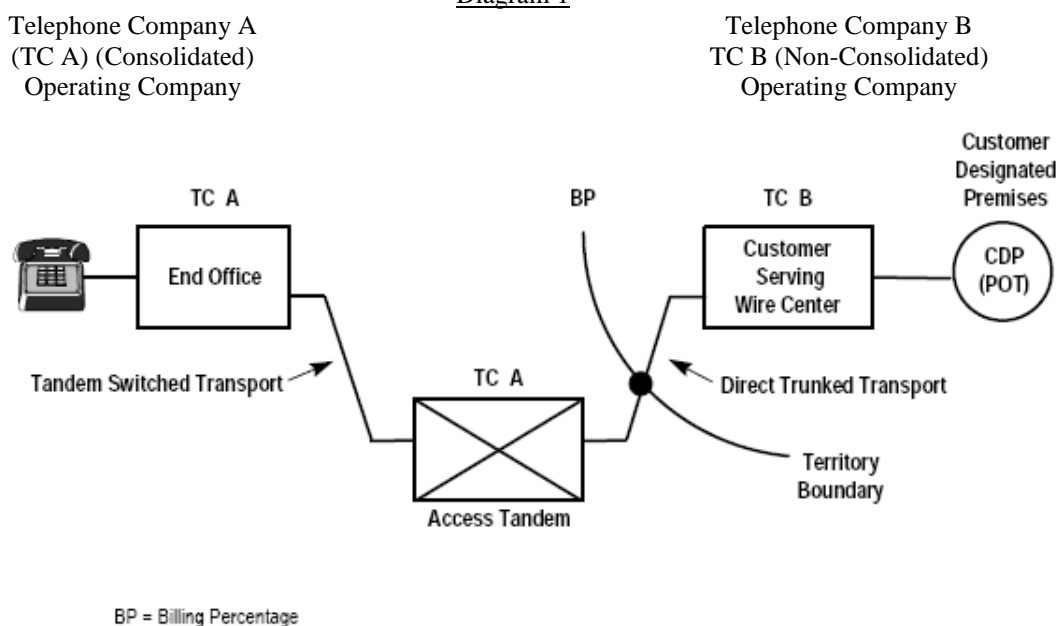 Diagram 1
Telephone Company A
(TC A) (Consolidated)
Operating Company
Telephone Company B
TC B (Non-Consolidated)
Operating Company
Customer
Designated
Premises
TC A
BP
TC B
End Office
Customer
Serving
Wire Center
CDP
(POT)
Tandem Switched Transport
TC A
Direct Trunked Transport
Territory
Boundary
Access Tandem
BP = Billing Percentage